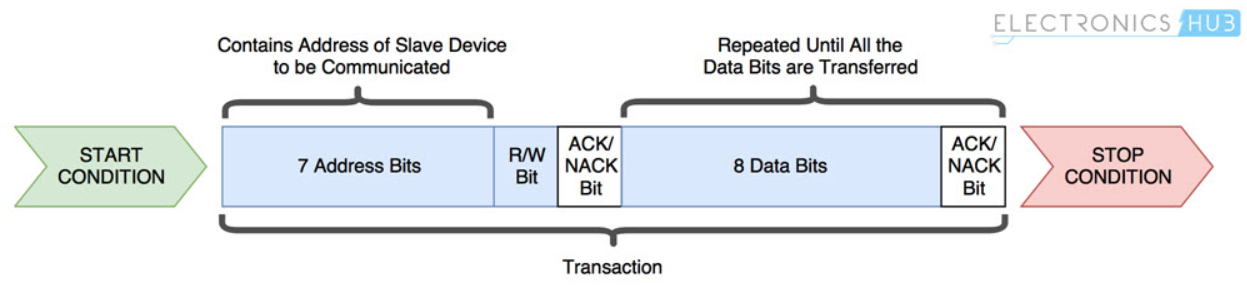 ELECTRONICS HUB
Contains Address of Slave Device
to be Communicated
Repeated Until All the
Data Bits are Transferred
START
CONDITION
7 Address Bits
R/W
Bit
ACK/
NACK
Bit
8 Data Bits
ACK/
NACK
Bit
STOP
CONDITION
Transaction